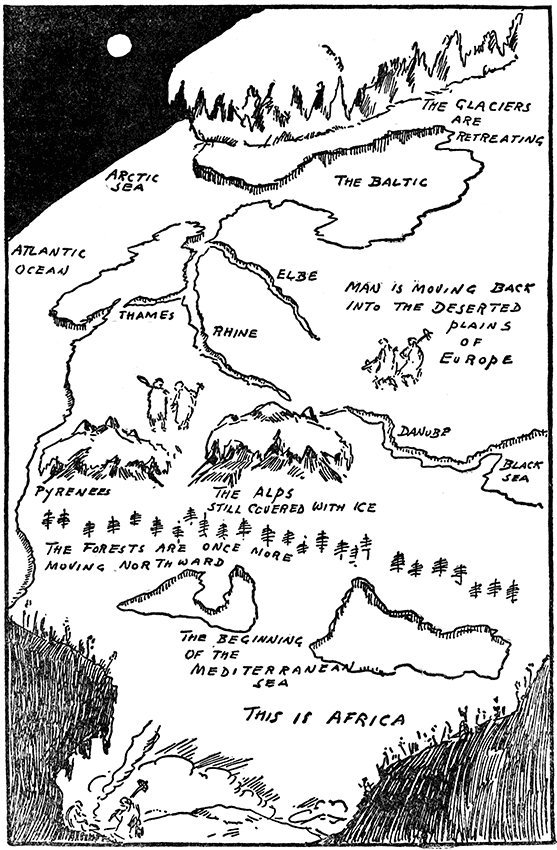 THE GLACIERS
ARE
RETREATING
ARCTIC
SEA
THE BALTIC
ATLANTIC
OCEAN
ELBE
MAN IS MOVING BACK
INTO THE DESERTED
PLAINS
OF
EUROPE
THAMES
RHINE
DANUBE
BLACK
SEA
PYRENEES
THE ALPS
STILL COVERED WITH ICE
THE FORESTS ARE ONCE MORE
MOVING NORTHWARD
THE BEGINNING
OF THE
MEDITERRANEAN
SEA
THIS IS AFRICA